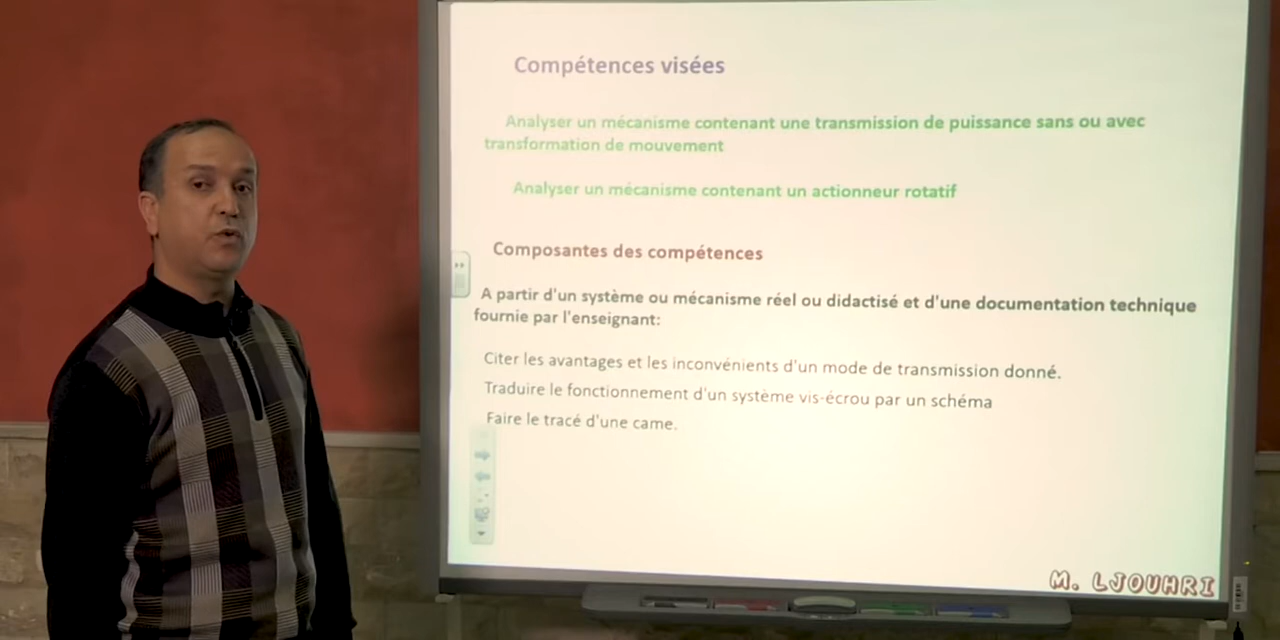 Compétences visées
Analyser un mécanisme contenant une transmission de puissance sans ou avec
transformation de mouvement
Analyser un mécanisme contenant un actionneur rotatif
Composantes des compétences
A partir d'un système ou mécanisme réel ou didactisé et d'une documentation technique
fournie par l'enseignant:
Citer les avantages et les inconvénients d'un mode de transmission donné.
Traduire le fonctionnement d'un système vis-écrou par un schéma
Faire le tracé d'une came.
M. LJOUHRI